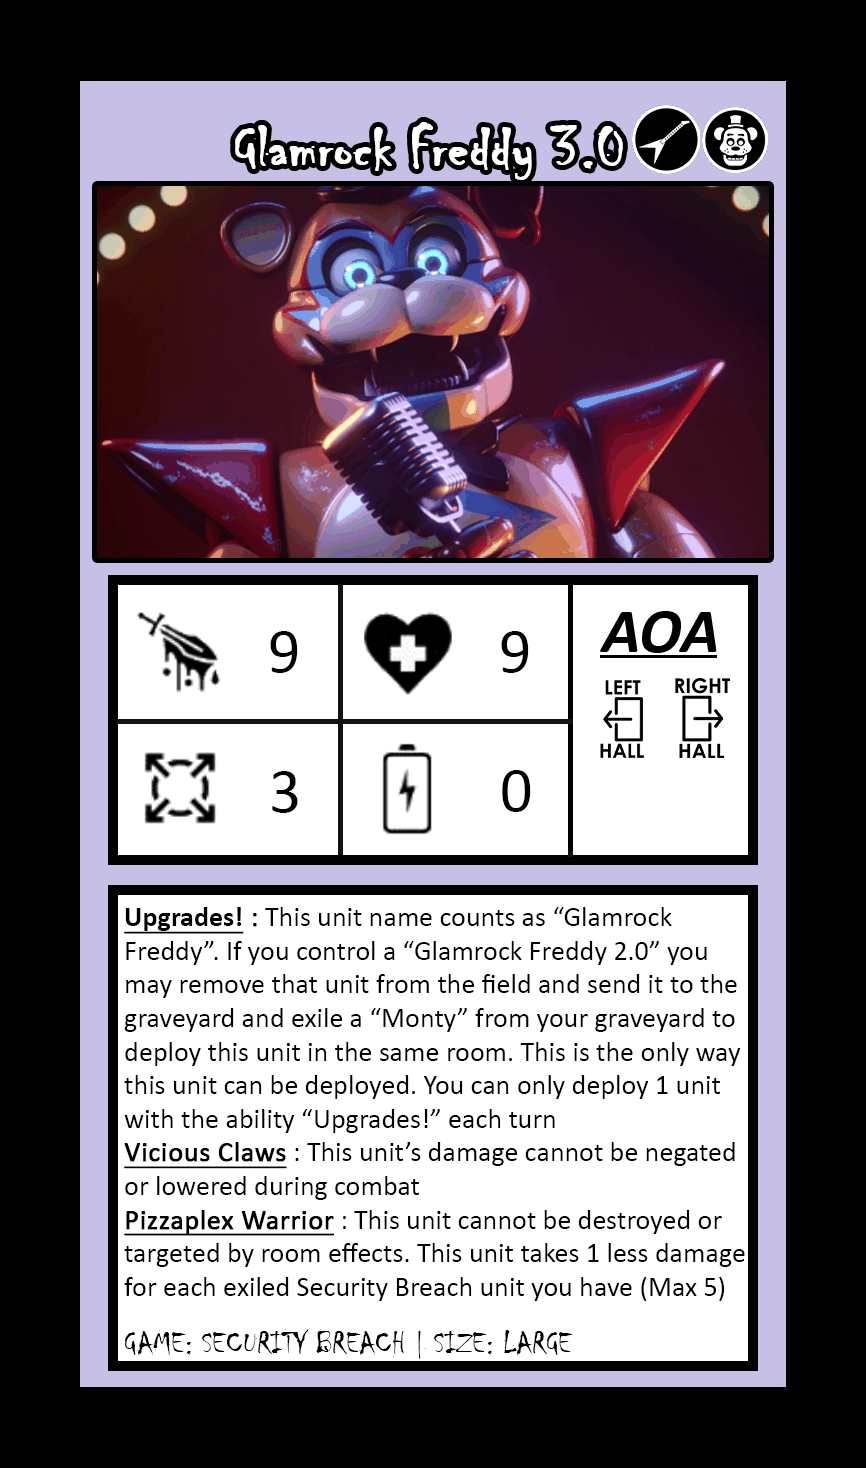 Glamrock Freddy 3.0
9
9
AOA
LEFT
RIGHT
HALL
HALL
3
0
Upgrades! : This unit name counts as “Glamrock
Freddy”. If you control a “Glamrock Freddy 2.0” you
may remove that unit from the field and send it to the
graveyard and exile a “Monty” from your graveyard to
deploy this unit in the same room. This is the only way
this unit can be deployed. You can only deploy 1 unit
with the ability “Upgrades!” each turn
Vicious Claws : This unit’s damage cannot be negated
or lowered during combat
Pizzaplex Warrior : This unit cannot be destroyed or
targeted by room effects. This unit takes 1 less damage
for each exiled Security Breach unit you have (Max 5)
GAME: SECURITY BREACH | SIZE: LARGE